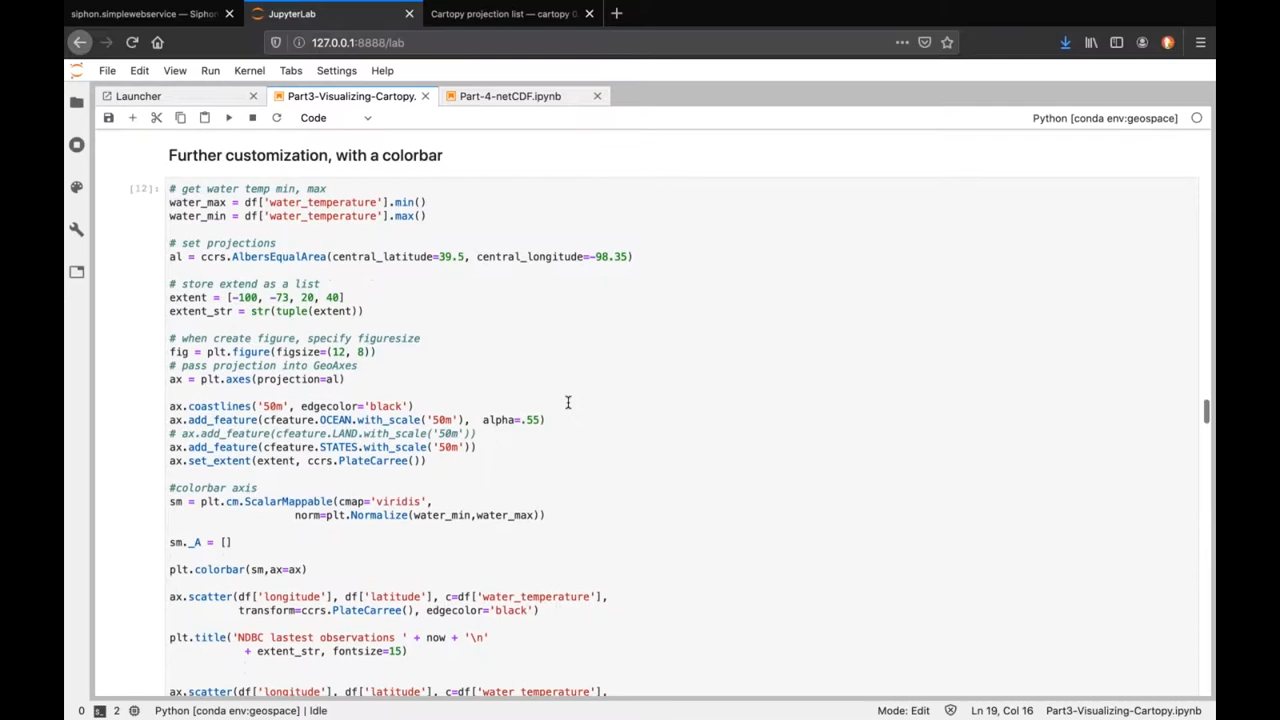 siphon.simplewebservice — Siphon
JupyterLab
Cartopy projection list — cartopy 0
127.0.0.1:8888/lab
File Edit View Run Kernel Tabs Settings Help
Launcher
Part3-Visualizing-Cartopy.
Part-4-netCDF.ipynb
Code
Python [conda env:geospace]
Further customization, with a colorbar
[12]:
# get water temp min, max
water_max = df['water_temperature'].min()
water_min = df['water_temperature'].max()
# set projections
al = ccrs.AlbersEqualArea(central_latitude=39.5, central_longitude=-98.35)
# store extend as a list
extent = [-100, -73, 20, 40]
extent_str = str(tuple(extent))
# when create figure, specify figuresize
fig = plt.figure(figsize=(12, 8))
# pass projection into GeoAxes
ax = plt.axes(projection=al)
ax.coastlines('50m', edgecolor='black')
ax.add_feature(cfeature.OCEAN.with_scale('50m'), alpha=.55)
# ax.add_feature(cfeature.LAND.with_scale('50m'))
ax.add_feature(cfeature.STATES.with_scale('50m'))
ax.set_extent(extent, ccrs.PlateCarree())
#colorbar axis
sm = plt.cm.ScalarMappable(cmap='viridis',
norm=plt.Normalize(water_min,water_max))
sm._A = []
plt.colorbar(sm,ax=ax)
ax.scatter(df['longitude'], df['latitude'], c=df['water_temperature'],
transform=ccrs.PlateCarree(), edgecolor='black')
plt.title('NDBC lastest observations ' + now + '\n'
+ extent_str, fontsize=15)
ax.scatter(df['longitude'], df['latitude'], c=df['water_temperature'],
0 2 Python [conda env:geospace] | Idle
Mode: Edit Ln 19, Col 16 Part3-Visualizing-Cartopy.ipynb